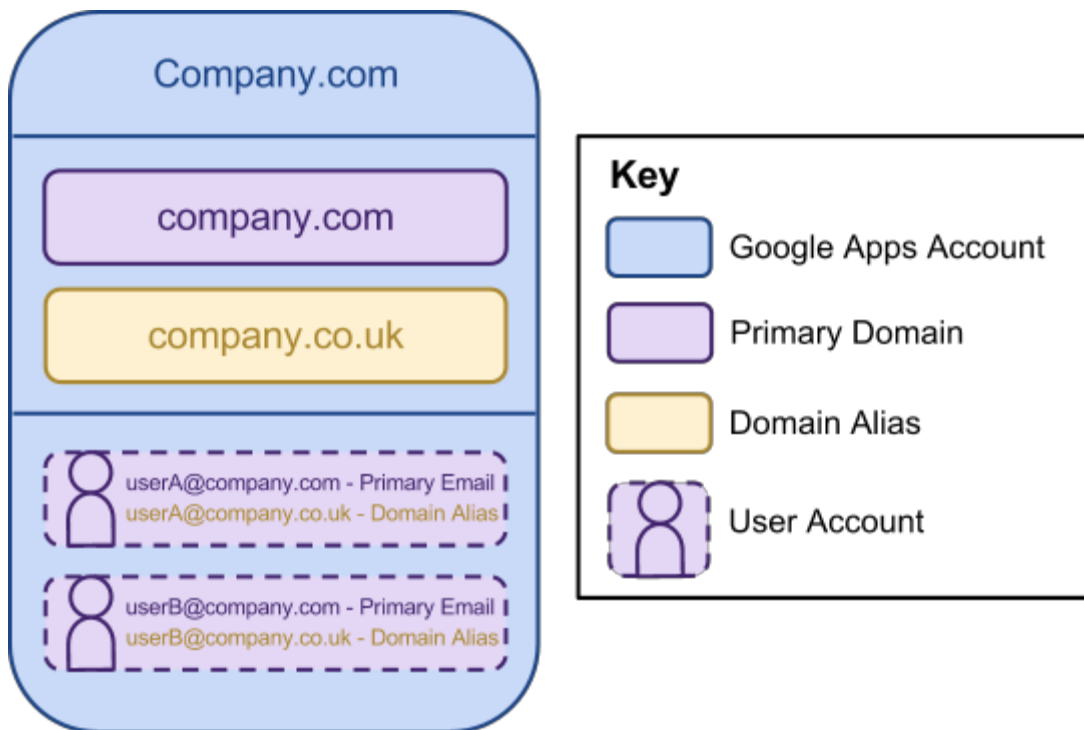 Company.com
company.com
company.co.uk
userA@company.com - Primary Email
userA@company.co.uk - Domain Alias
userB@company.com - Primary Email
userB@company.co.uk - Domain Alias
Key
Google Apps Account
Primary Domain
Domain Alias
User Account